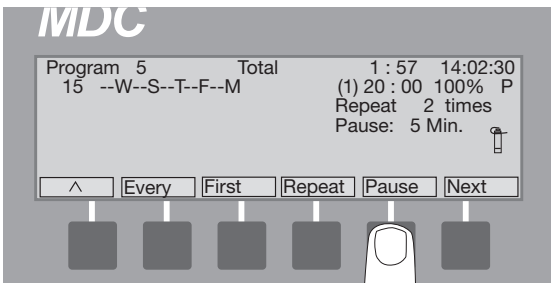 MDC
Program 5 Total 1 : 57 14:02:30
15 --W--S--T--F--M (1) 20 : 00 100% P
Repeat 2 times
Pause: 5 Min.
^ Every First Repeat Pause Next